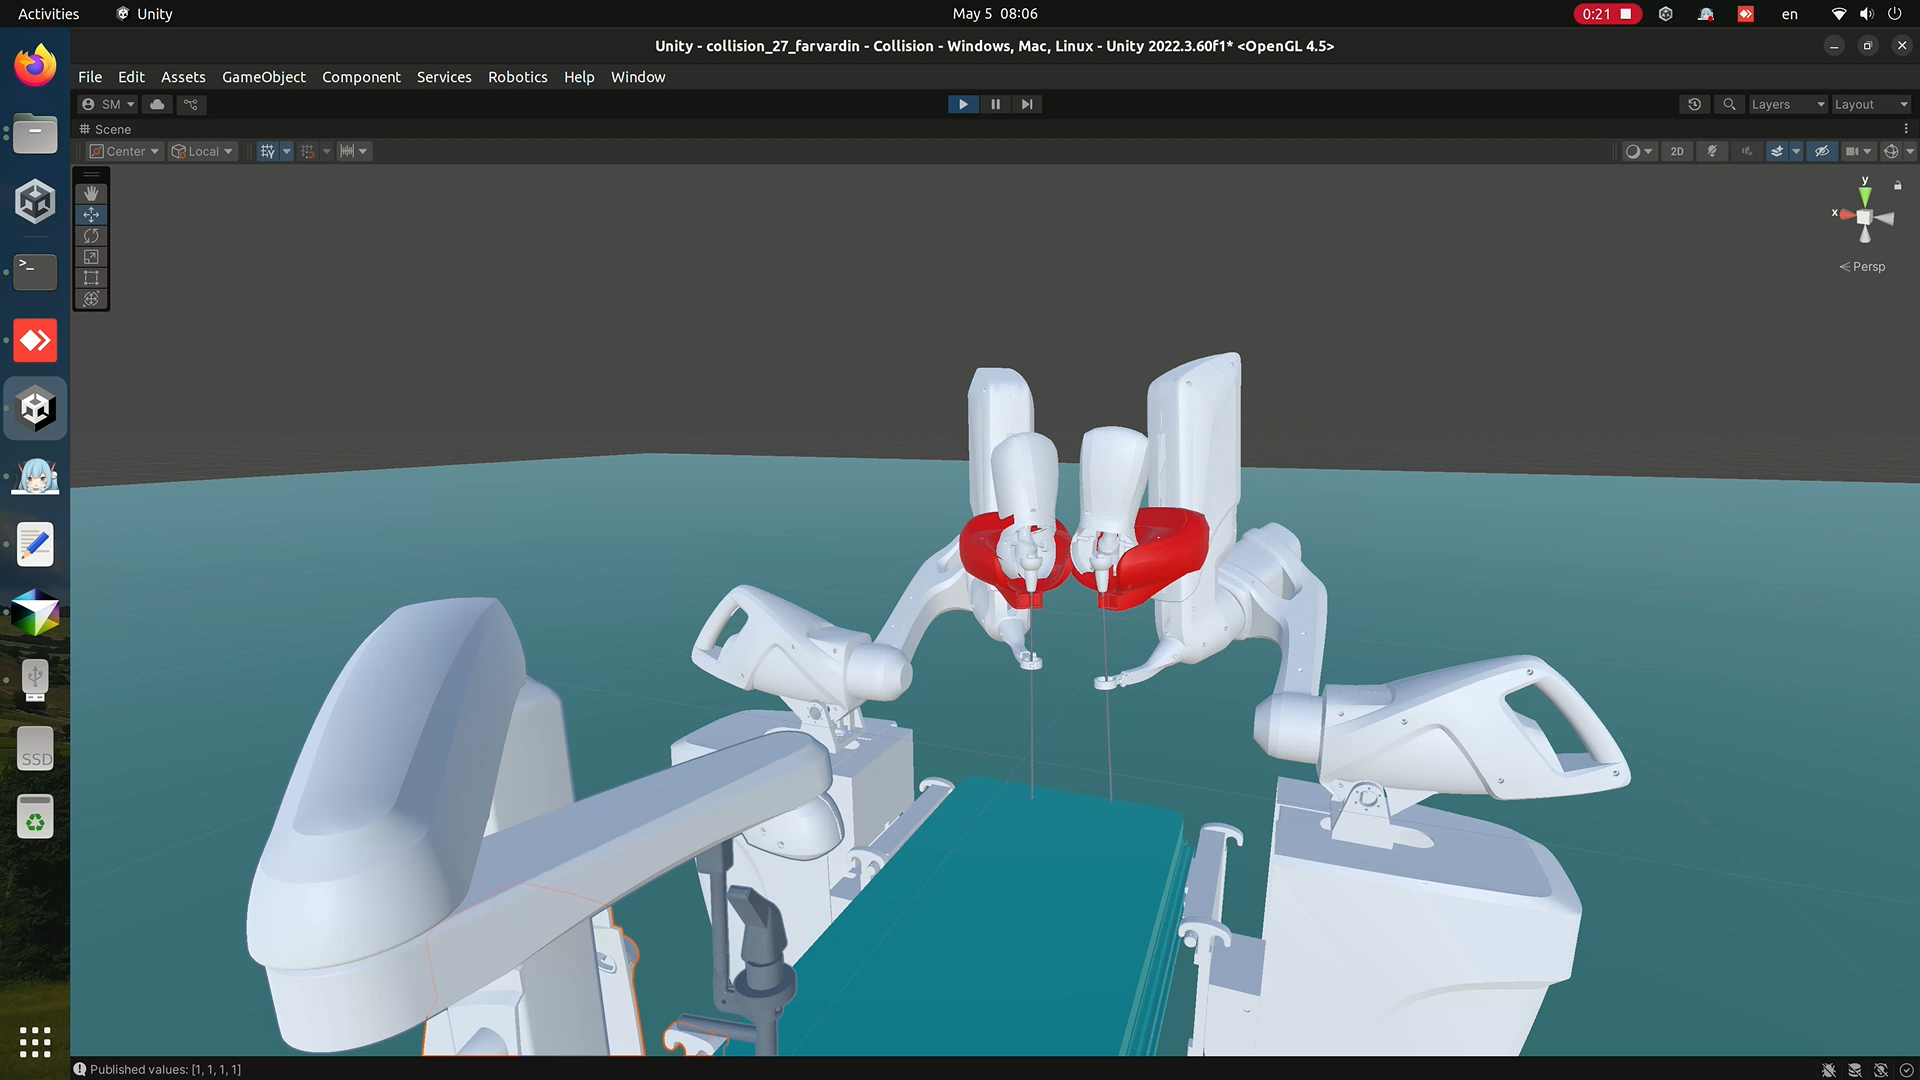 Activities
Unity
May 5 08:06
0:21
en
Unity - collision_27_farvardin - Collision - Windows, Mac, Linux - Unity 2022.3.60f1* <OpenGL 4.5>
File Edit Assets GameObject Component Services Robotics Help Window
SM
Layers
Layout
Scene
Center
Local
2D
y
x
Persp
SSD
Published values: [1, 1, 1, 1]